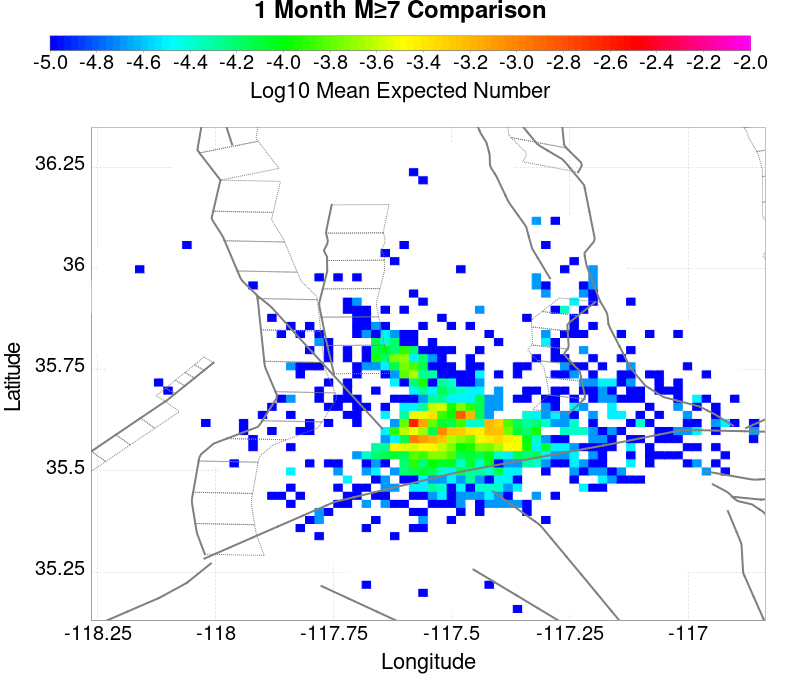 1 Month M≥7 Comparison
-5.0 -4.8 -4.6 -4.4 -4.2 -4.0 -3.8 -3.6 -3.4 -3.2 -3.0 -2.8 -2.6 -2.4 -2.2 -2.0
Log10 Mean Expected Number
36.25
36
35.75
35.5
35.25
Latitude
-118.25 -118 -117.75 -117.5 -117.25 -117
Longitude